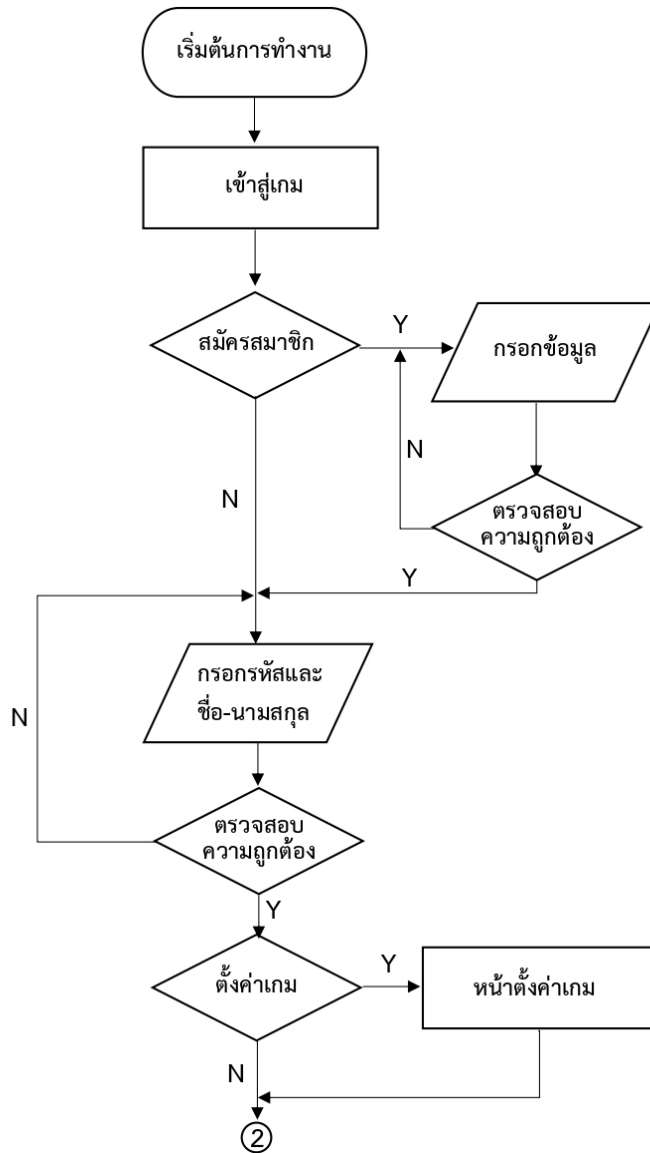 เริ่มต้นการทำงาน
เข้าสู่เกม
สมัครสมาชิก
Y
กรอกข้อมูล
N
N
ตรวจสอบ
ความถูกต้อง
Y
กรอกรหัสและ
ชื่อ-นามสกุล
N
ตรวจสอบ
ความถูกต้อง
Y
ตั้งค่าเกม
Y
หน้าตั้งค่าเกม
N
2